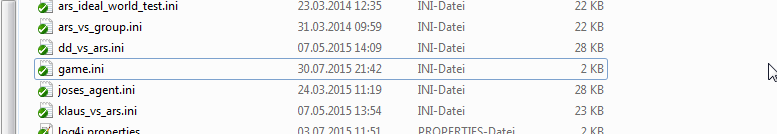 ars_ideal_world_test.ini 23.03.2014 12:35 INI-Datei 22 KB
ars_vs_group.ini 31.03.2014 09:59 INI-Datei 22 KB
dd_vs_ars.ini 07.05.2015 14:09 INI-Datei 28 KB
game.ini 30.07.2015 21:42 INI-Datei 2 KB
joses_agent.ini 24.03.2015 11:19 INI-Datei 28 KB
klaus_vs_ars.ini 07.05.2015 13:54 INI-Datei 23 KB
log4j.properties 03.07.2015 11:51 PROPERTIES-Datei 2 KB